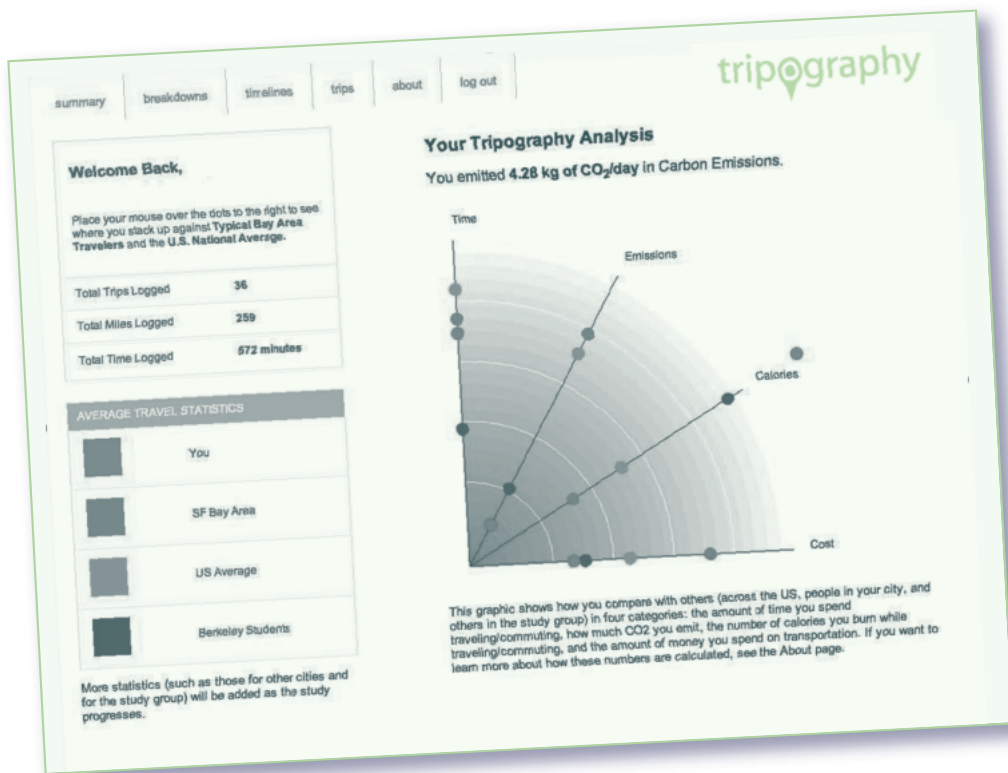 summary
breakdowns
timelines
trips
about
log out
tripography
Welcome Back,
Place your mouse over the dots to the right to see
where you stack up against Typical Bay Area
Travelers and the U.S. National Average.
Total Trips Logged 36
Total Miles Logged 259
Total Time Logged 572 minutes
AVERAGE TRAVEL STATISTICS
You
SF Bay Area
US Average
Berkeley Students
More statistics (such as those for other cities and
for the study group) will be added as the study
progresses.
Your Tripography Analysis
You emitted 4.28 kg of CO₂/day in Carbon Emissions.
Time
Emissions
Calories
Cost
This graphic shows how you compare with others (across the US, people in your city, and
others in the study group) in four categories: the amount of time you spend
traveling/commuting, how much CO2 you emit, the number of calories you burn while
traveling/commuting, and the amount of money you spend on transportation. If you want to
learn more about how these numbers are calculated, see the About page.